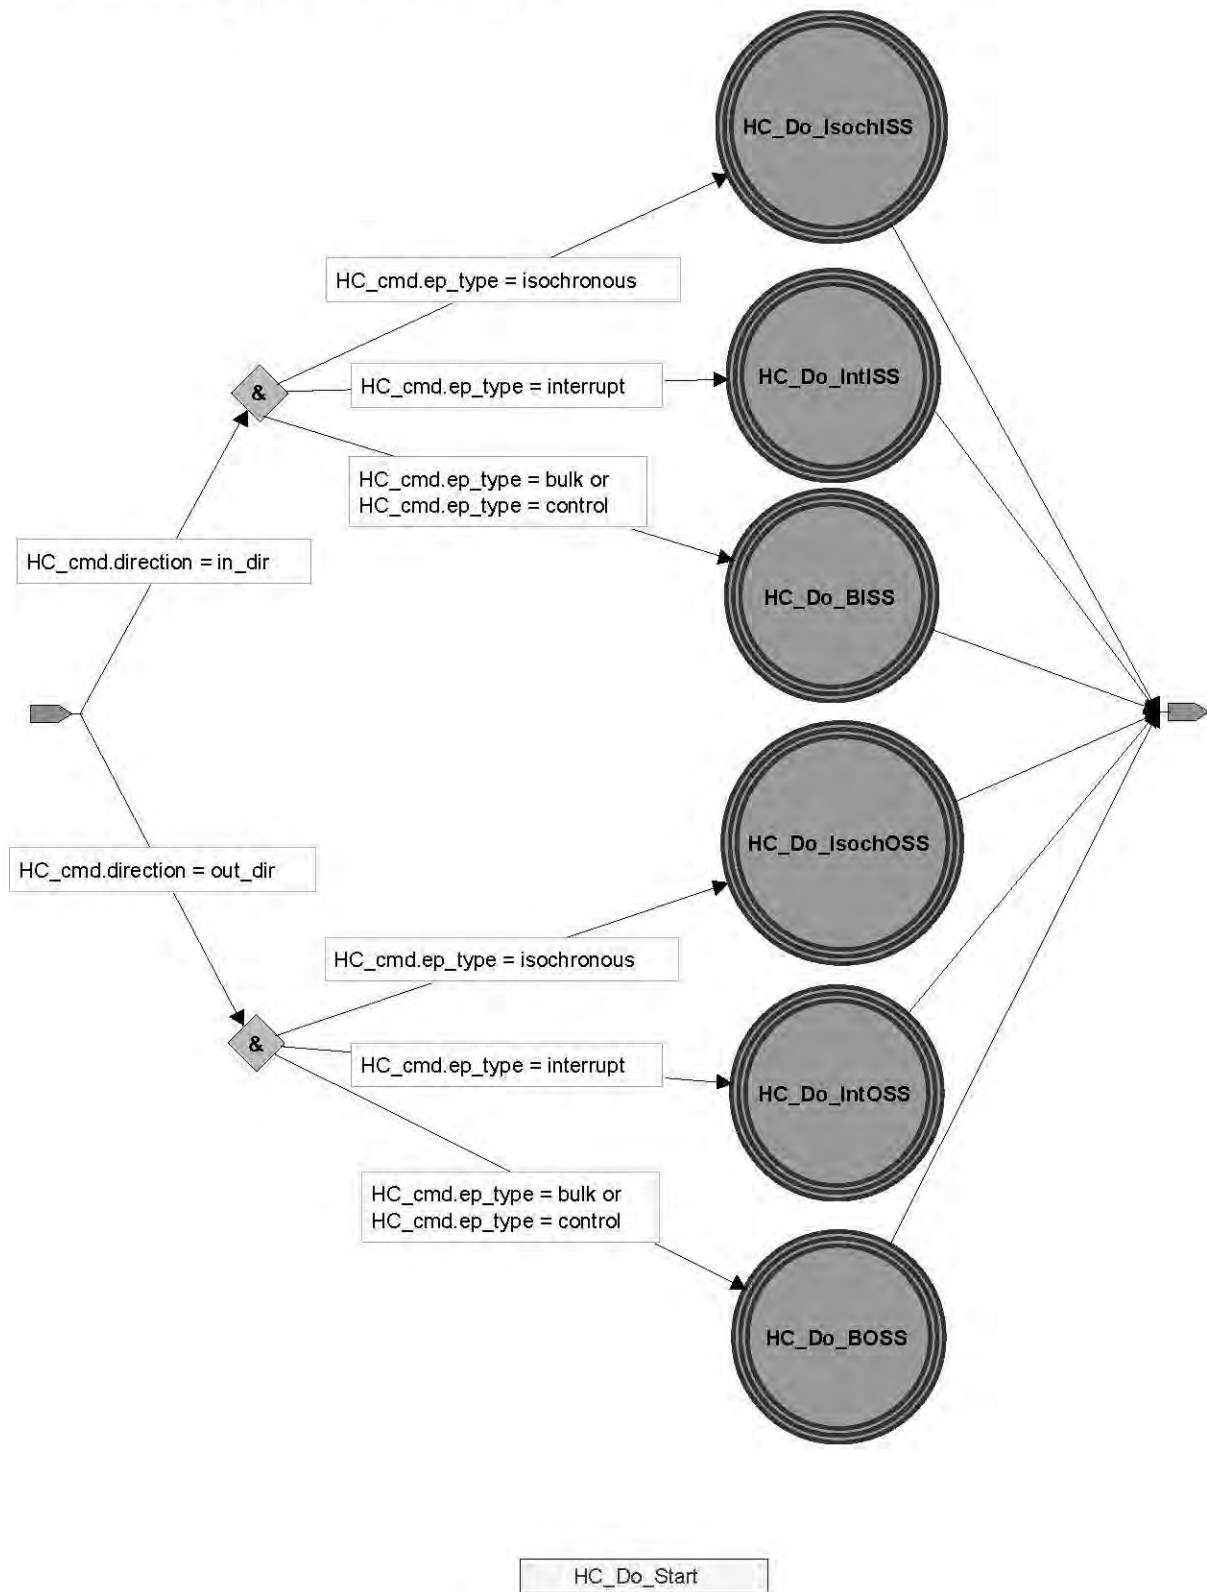 HC_Do_IsochISS
HC_cmd.ep_type = isochronous
HC_Do_IntISS
HC_cmd.ep_type = interrupt
&
HC_cmd.ep_type = bulk or
HC_cmd.ep_type = control
HC_cmd.direction = in_dir
HC_Do_BISS
HC_Do_IsochOSS
HC_cmd.direction = out_dir
HC_cmd.ep_type = isochronous
&
HC_cmd.ep_type = interrupt
HC_Do_IntOSS
HC_cmd.ep_type = bulk or
HC_cmd.ep_type = control
HC_Do_BOSS
HC_Do_Start